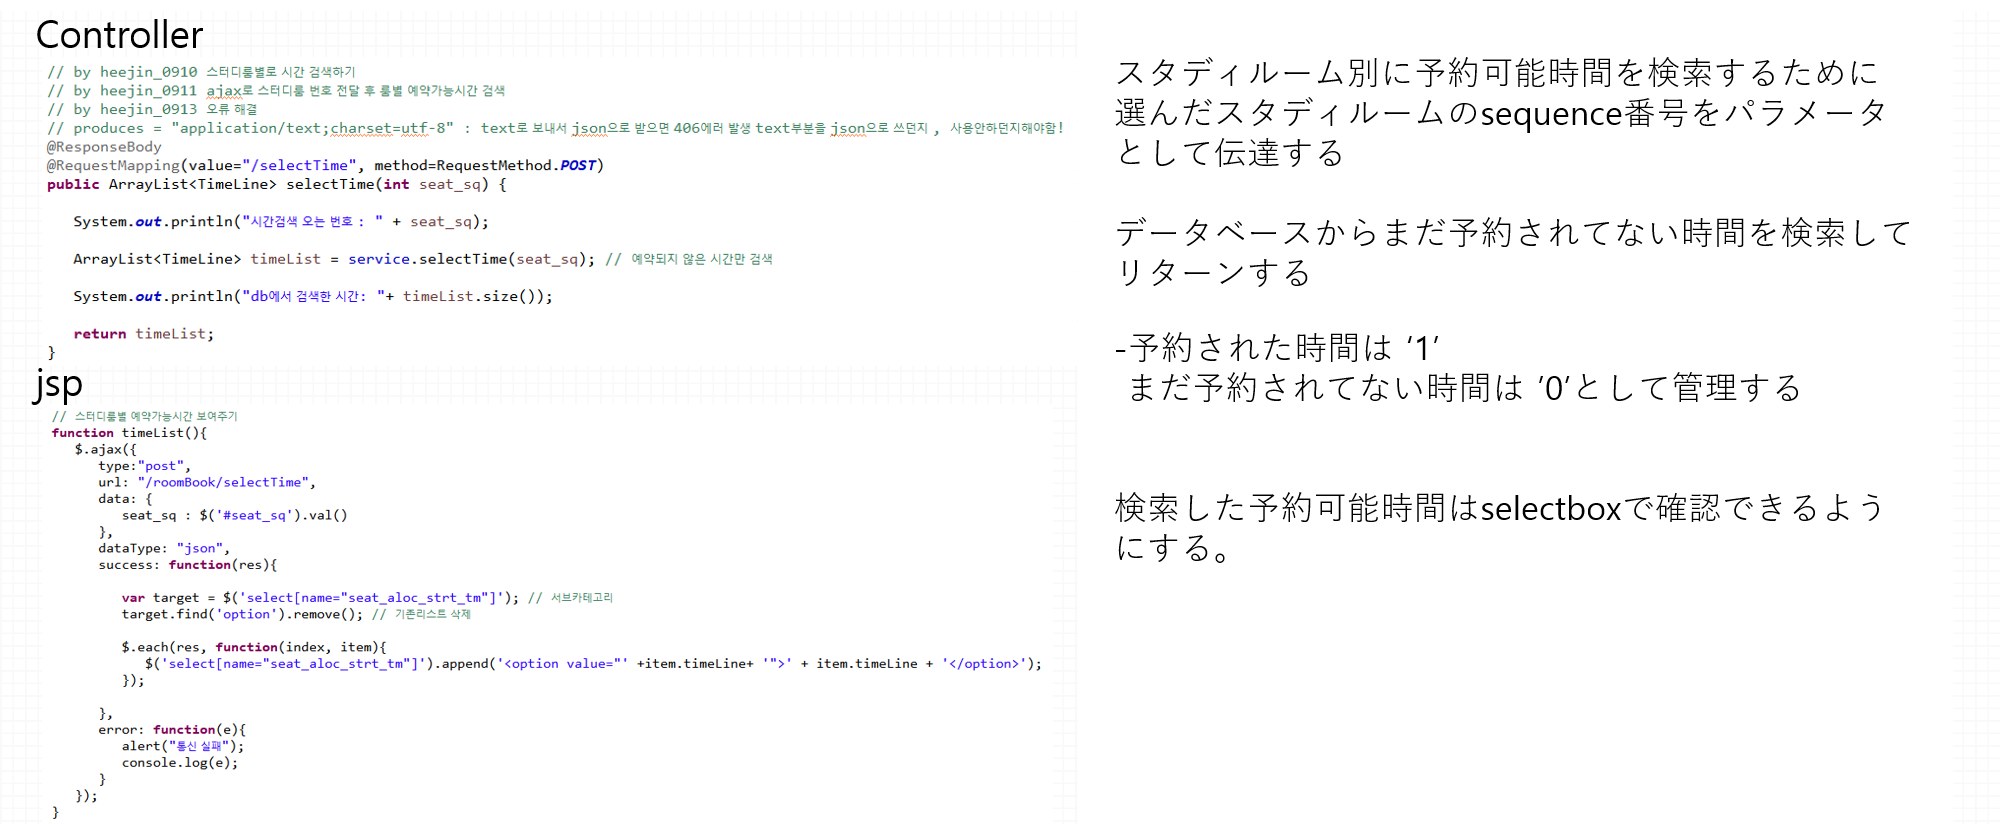 Controller
// by heejin_0910 스터디룸별로 시간 검색하기
// by heejin_0911 ajax로 스터디룸 번호 전달 후 룸별 예약가능시간 검색
// by heejin_0913 오류 해결
// produces = "application/text;charset=utf-8" : text로 보내서 json으로 받으면 406에러 발생 text부분을 json으로 쓰던지 , 사용안하던지해야함!
@ResponseBody
@RequestMapping(value="/selectTime", method=RequestMethod.POST)
public ArrayList<TimeLine> selectTime(int seat_sq) {
System.out.println("시간검색 오는 번호 : " + seat_sq);
ArrayList<TimeLine> timeList = service.selectTime(seat_sq); // 예약되지 않은 시간만 검색
System.out.println("db에서 검색한 시간: "+ timeList.size());
return timeList;
}
jsp
// 스터디룸별 예약가능시간 보여주기
function timeList(){
$.ajax({
type:"post",
url: "/roomBook/selectTime",
data: {
seat_sq : $('#seat_sq').val()
},
dataType: "json",
success: function(res){
var target = $('select[name="seat_aloc_strt_tm"]'); // 서브카테고리
target.find('option').remove(); // 기존리스트 삭제
$.each(res, function(index, item){
$('select[name="seat_aloc_strt_tm"]').append('<option value="' +item.timeLine+ '">' + item.timeLine + '</option>');
});
},
error: function(e){
alert("통신 실패");
console.log(e);
}
});
}
スタディルーム別に予約可能時間を検索するために
選んだスタディルームのsequence番号をパラメータ
として伝達する
データベースからまだ予約されてない時間を検索して
リターンする
-予約された時間は ‘1’
まだ予約されてない時間は ’0’として管理する
検索した予約可能時間はselectboxで確認できるよう
にする。